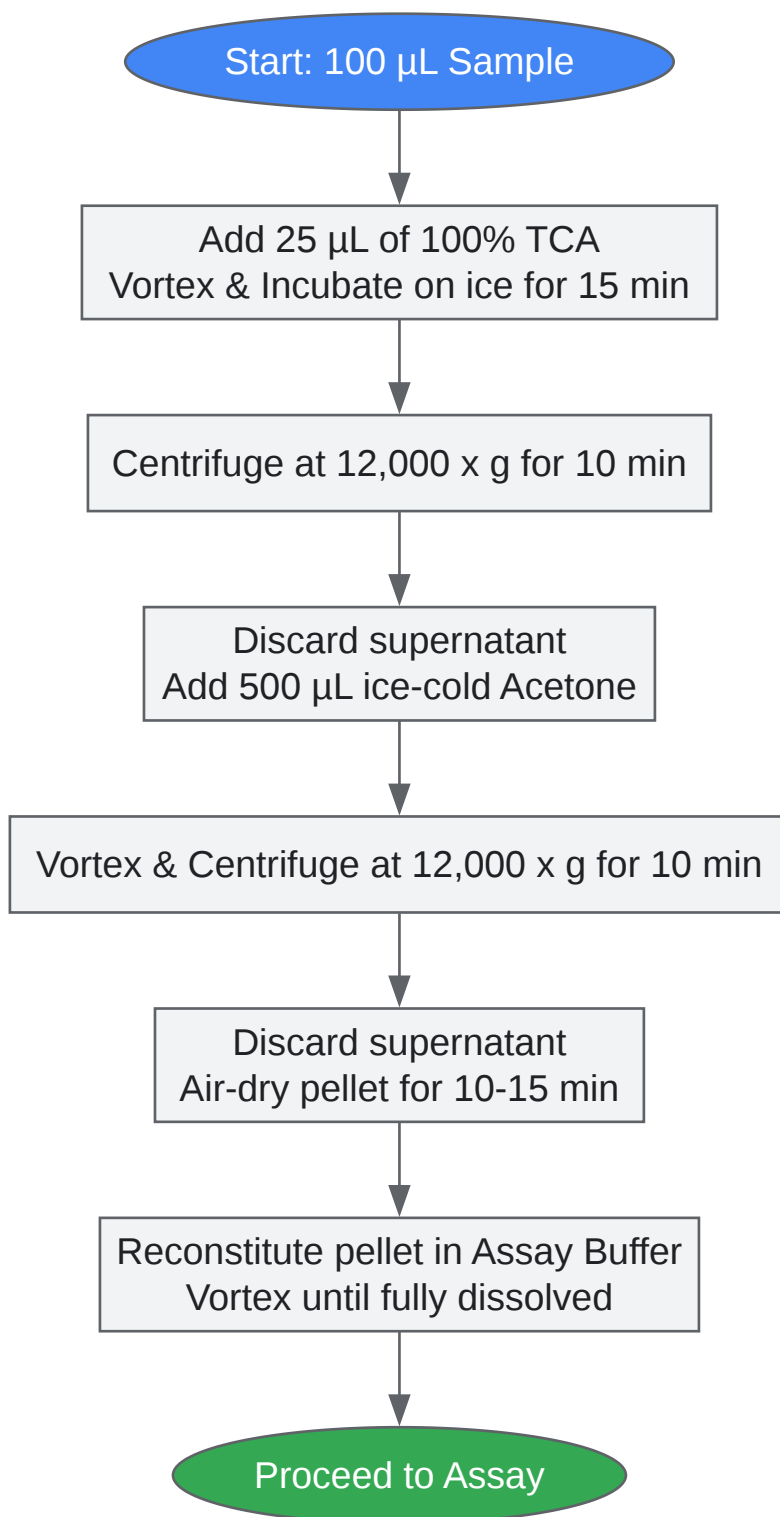 Start: 100 µL Sample
Add 25 µL of 100% TCA
Vortex & Incubate on ice for 15 min
Centrifuge at 12,000 x g for 10 min
Discard supernatant
Add 500 µL ice-cold Acetone
Vortex & Centrifuge at 12,000 x g for 10 min
Discard supernatant
Air-dry pellet for 10-15 min
Reconstitute pellet in Assay Buffer
Vortex until fully dissolved
Proceed to Assay